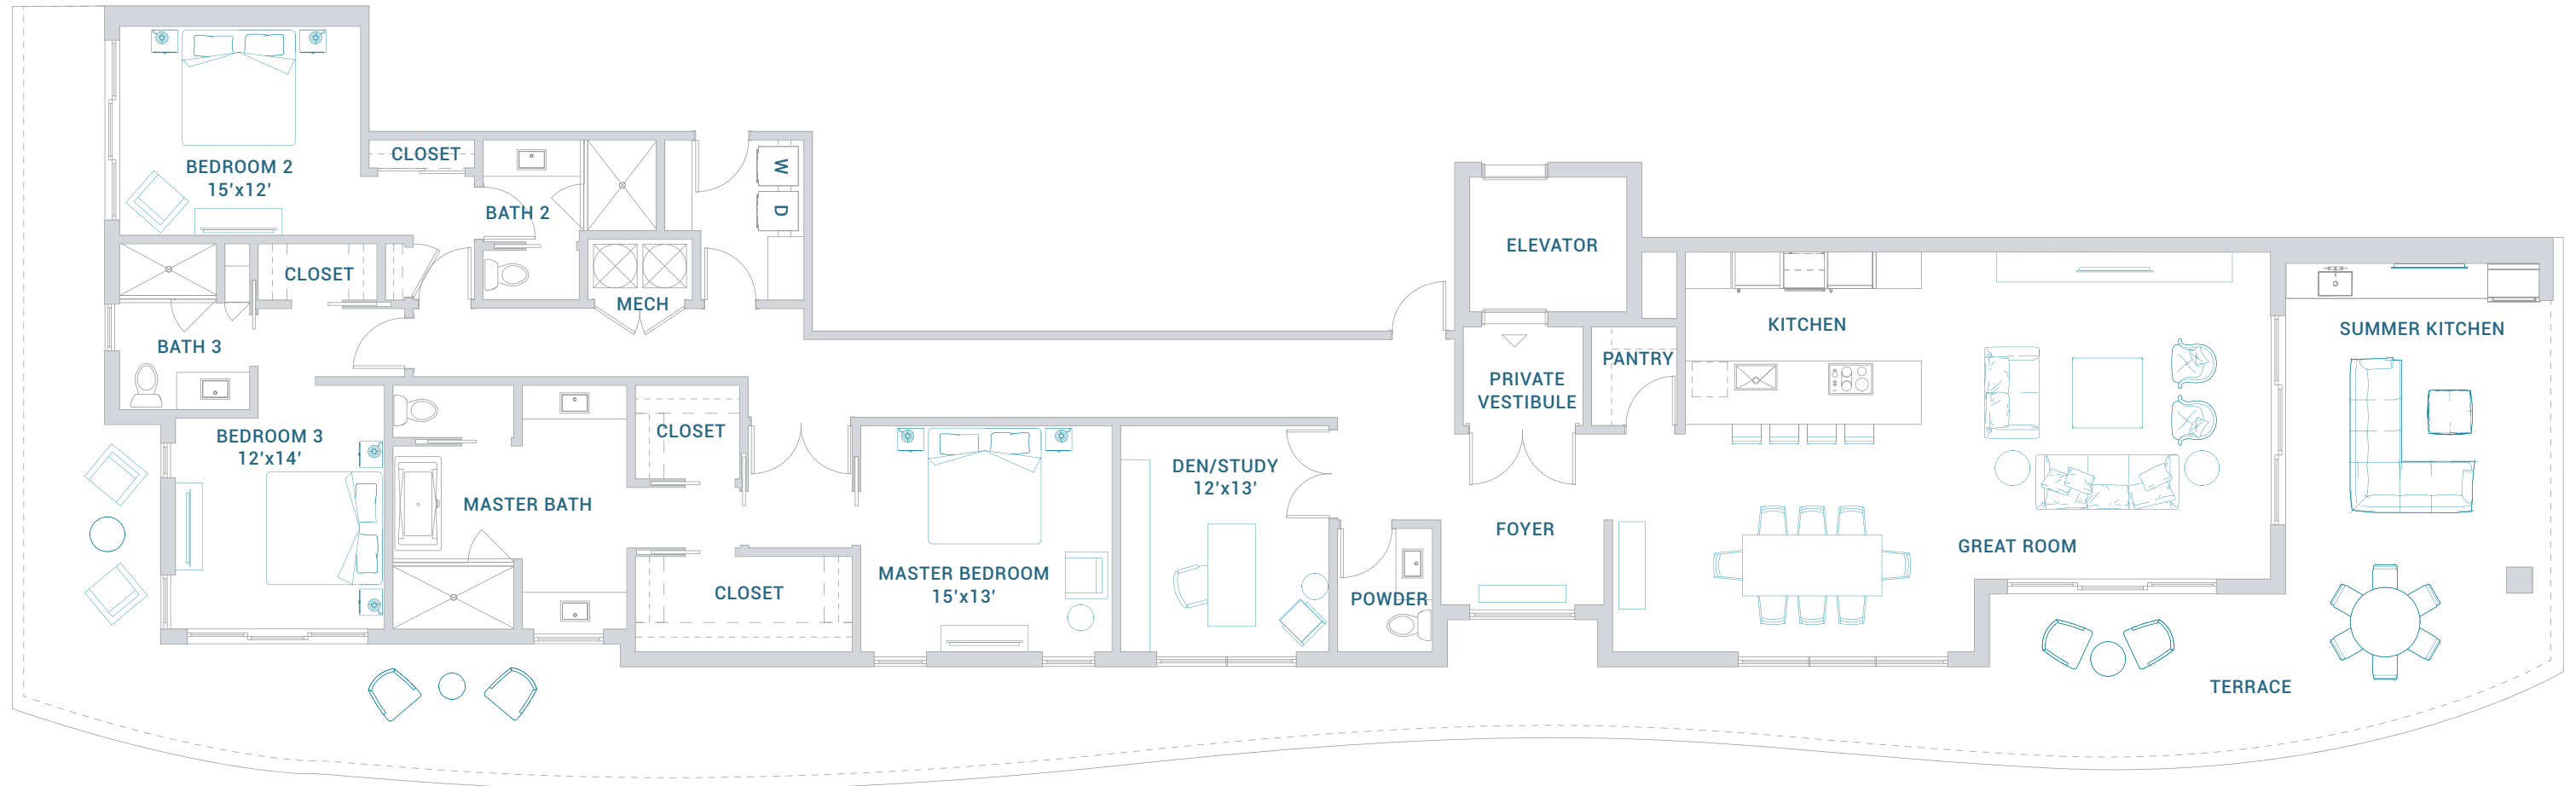 BEDROOM 2
15'x12'
CLOSET
BATH 2
W
D
CLOSET
MECH
BATH 3
BEDROOM 3
12'x14'
MASTER BATH
CLOSET
CLOSET
MASTER BEDROOM
15'x13'
DEN/STUDY
12'x13'
POWDER
FOYER
ELEVATOR
PRIVATE
VESTIBULE
PANTRY
KITCHEN
GREAT ROOM
SUMMER KITCHEN
TERRACE